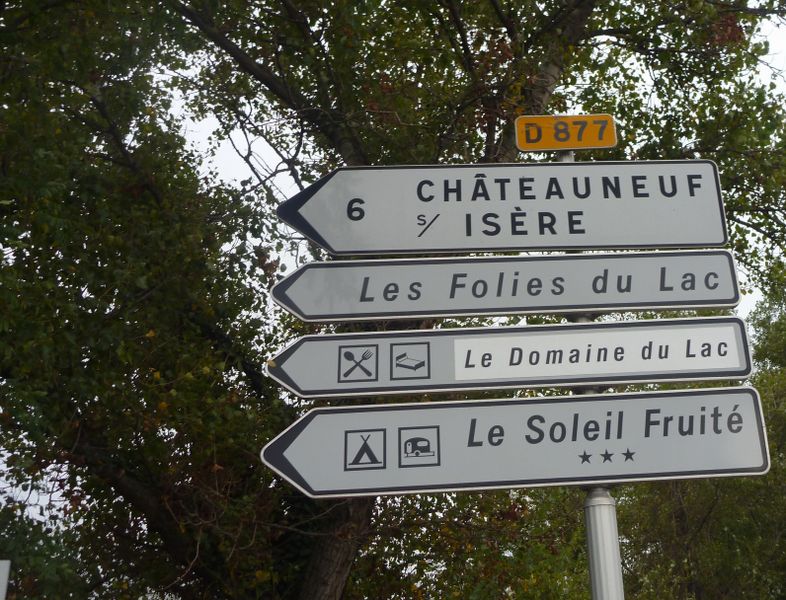 D 877
6 CHÂTEAUNEUF
s/ ISÈRE
Les Folies du Lac
Le Domaine du Lac
Le Soleil Fruité
★★★